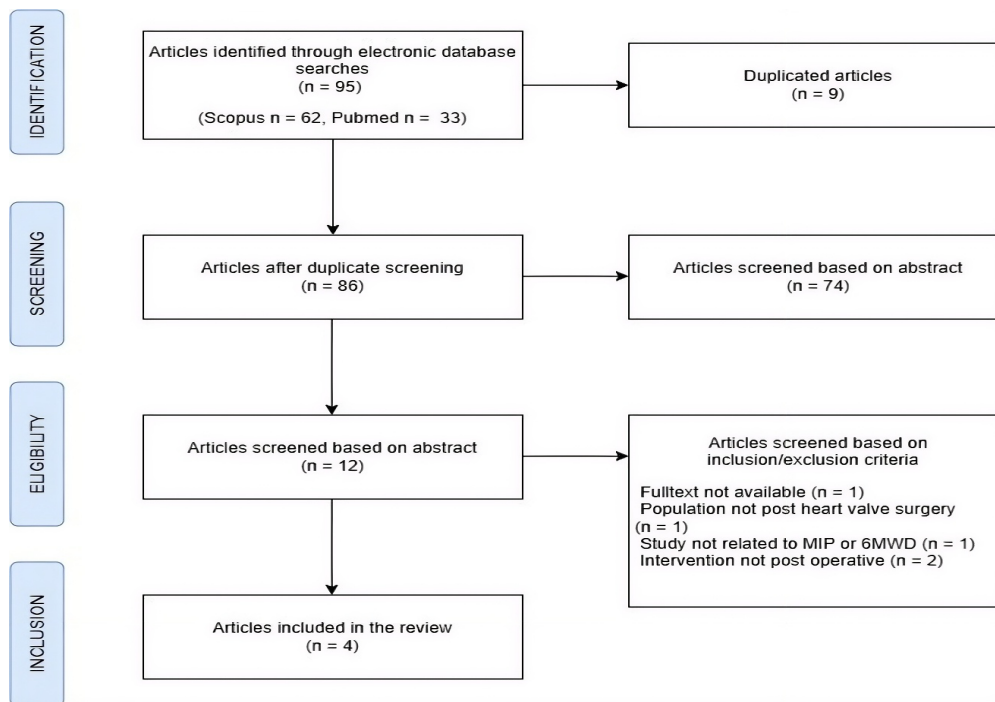 IDENTIFICATION
Articles identified through electronic database
searches
(n = 95)
(Scopus n = 62, Pubmed n = 33)
Duplicated articles
(n = 9)
SCREENING
Articles after duplicate screening
(n = 86)
Articles screened based on abstract
(n = 74)
ELIGIBILITY
Articles screened based on abstract
(n = 12)
Articles screened based on
inclusion/exclusion criteria
Fulltext not available (n = 1)
Population not post heart valve surgery
(n = 1)
Study not related to MIP or 6MWD (n = 1)
Intervention not post operative (n = 2)
INCLUSION
Articles included in the review
(n = 4)